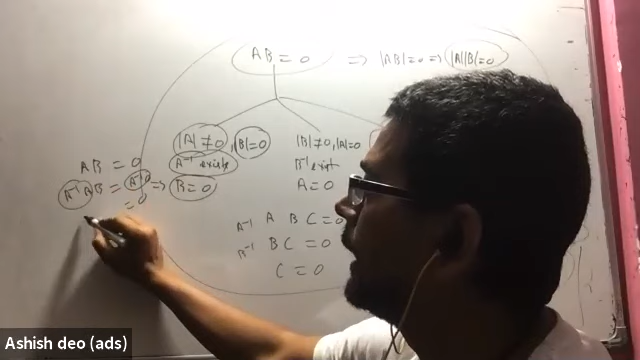 AB = 0 ⇒ |AB| = 0 ⇒ |A||B| = 0
|A| ≠ 0, |B| = 0
A⁻¹ exists
B = 0
|B| ≠ 0, |A| = 0
B⁻¹ exist
A = 0
AB = 0
A⁻¹AB = A⁻¹0 ⇒
= 0
A⁻¹ A B C = 0
B⁻¹ B C = 0
C = 0
Ashish deo (ads)